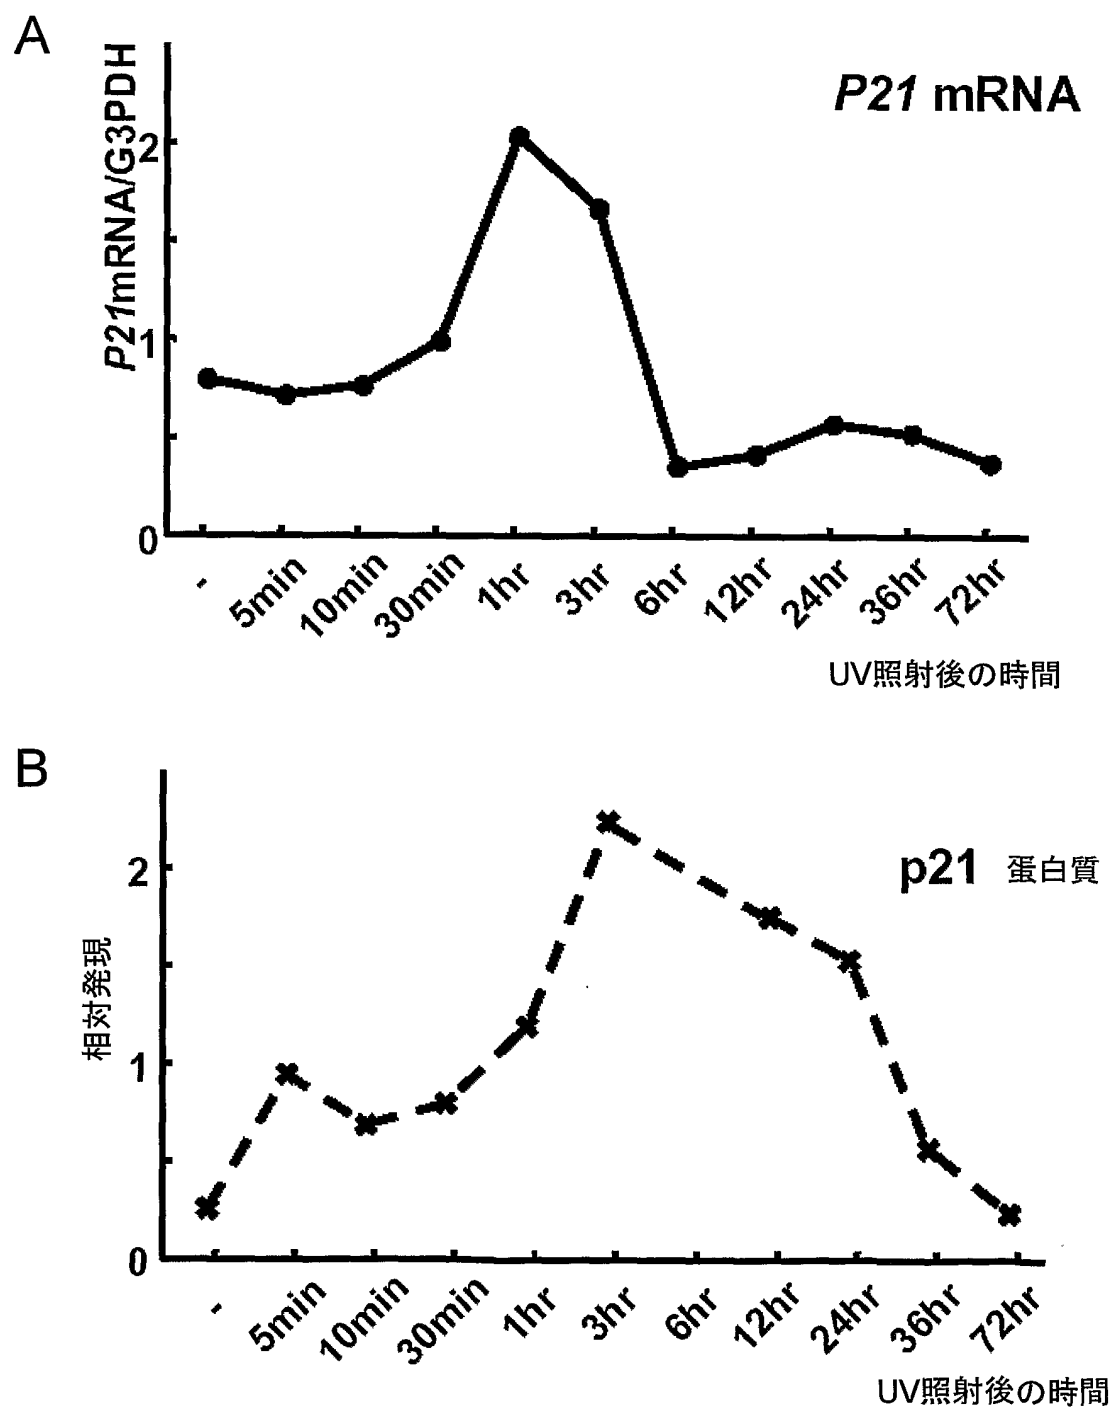 A
P21 mRNA
P21mRNA/G3PDH
2
1
0
-
5min
10min
30min
1hr
3hr
6hr
12hr
24hr
36hr
72hr
UV照射後の時間
B
p21 蛋白質
相対発現
2
1
0
-
5min
10min
30min
1hr
3hr
6hr
12hr
24hr
36hr
72hr
UV照射後の時間